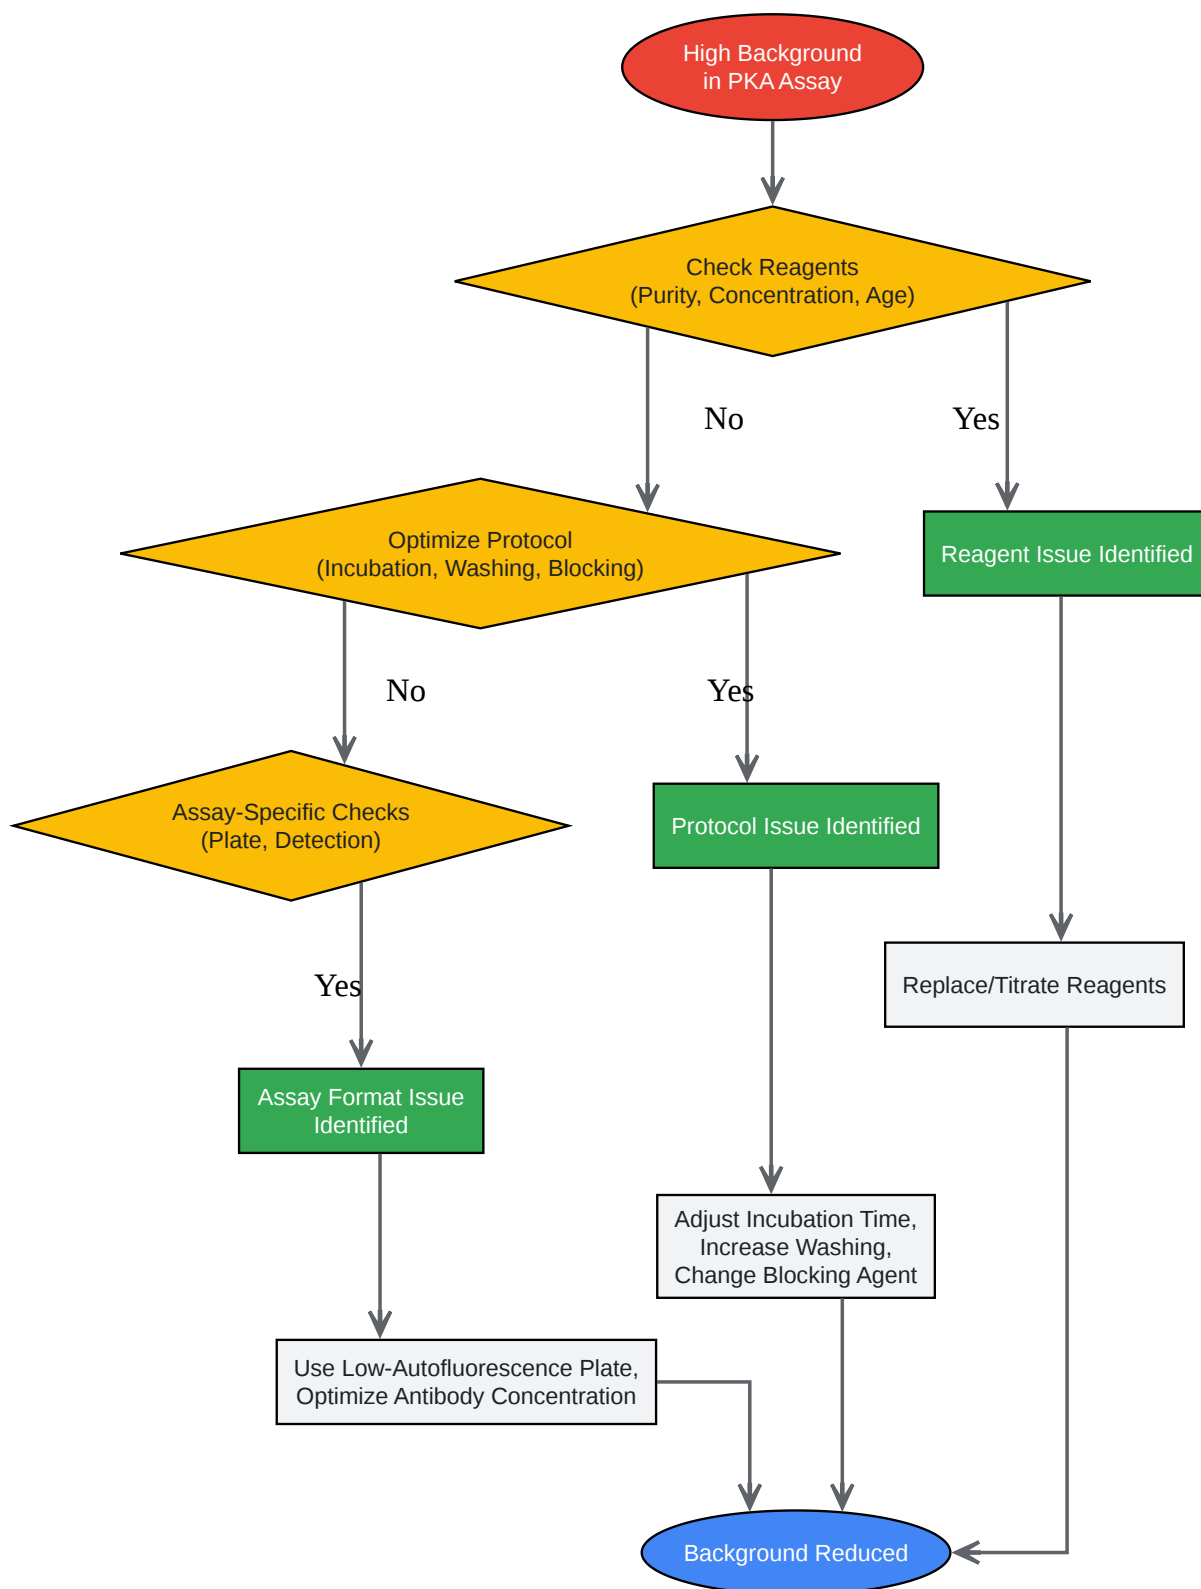 High Background
in PKA Assay
Check Reagents
(Purity, Concentration, Age)
No
Yes
Optimize Protocol
(Incubation, Washing, Blocking)
Reagent Issue Identified
No
Yes
Assay-Specific Checks
(Plate, Detection)
Protocol Issue Identified
Yes
Replace/Titrate Reagents
Assay Format Issue
Identified
Adjust Incubation Time,
Increase Washing,
Change Blocking Agent
Use Low-Autofluorescence Plate,
Optimize Antibody Concentration
Background Reduced